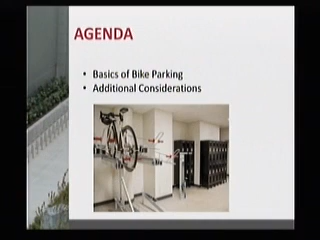 AGENDA
• Basics of Bike Parking
• Additional Considerations